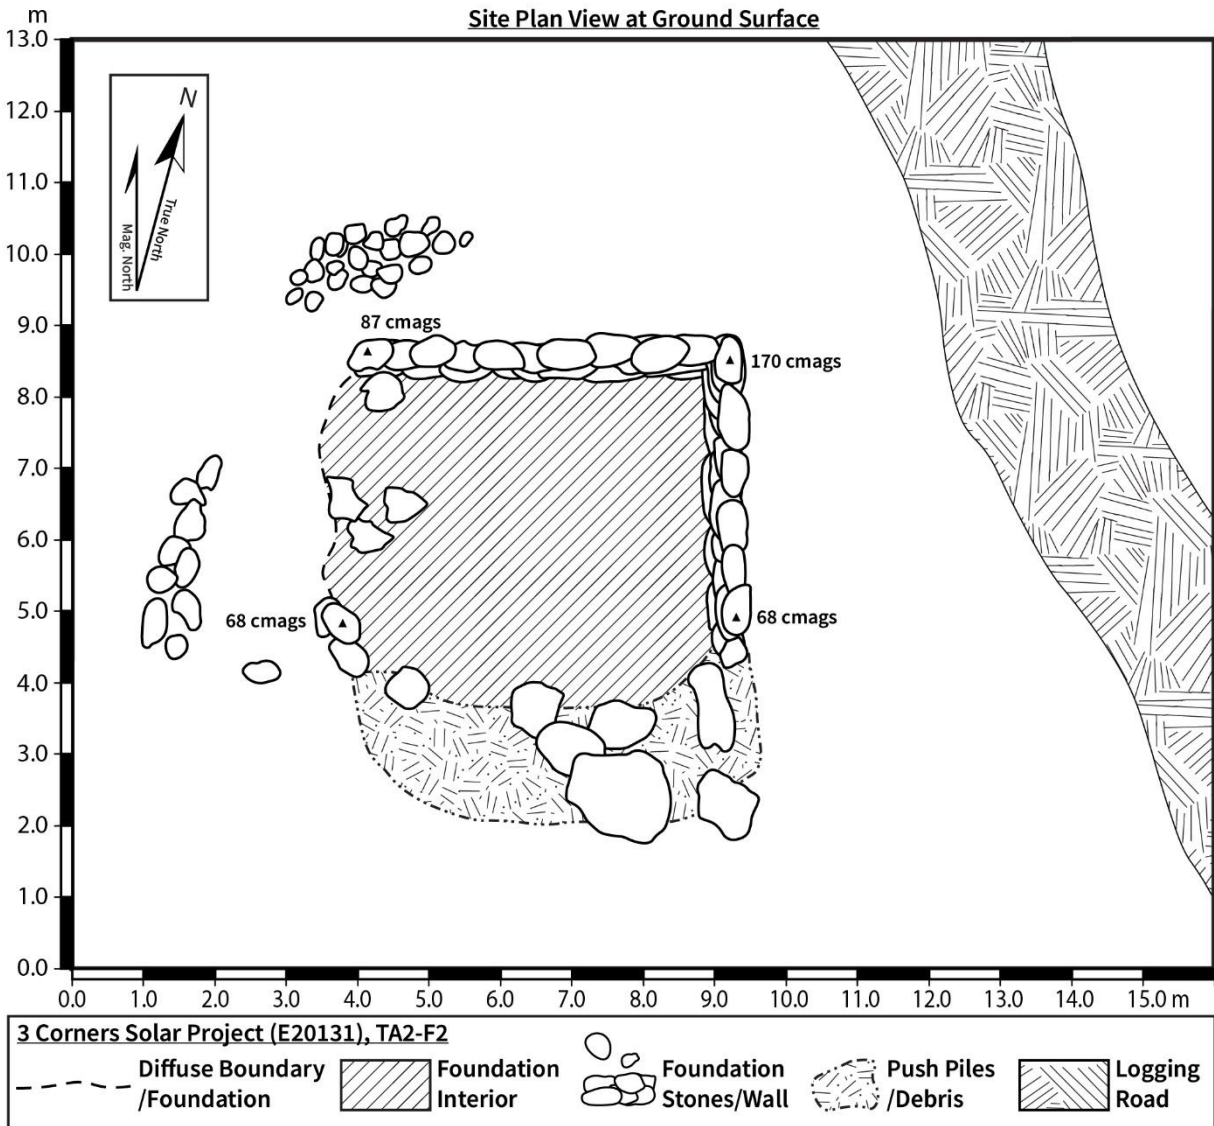 Site Plan View at Ground Surface
m
13.0
12.0
11.0
10.0
9.0
8.0
7.0
6.0
5.0
4.0
3.0
2.0
1.0
0.0
N
True North
Mag. North
87 cmags
170 cmags
68 cmags
68 cmags
0.0 1.0 2.0 3.0 4.0 5.0 6.0 7.0 8.0 9.0 10.0 11.0 12.0 13.0 14.0 15.0 m
3 Corners Solar Project (E20131), TA2-F2
Diffuse Boundary
/Foundation
Foundation
Interior
Foundation
Stones/Wall
Push Piles
/Debris
Logging
Road